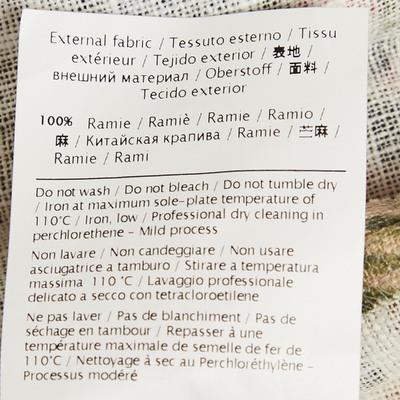 External fabric / Tessuto esterno / Tissu
extérieur / Tejido exterior / 表地 /
внешний материал / Oberstoff / 面料 /
Tecido exterior
100% Ramie / Ramiè / Ramie / Ramio /
麻 / Китайская крапива / Ramie / 苎麻 /
Ramie / Rami
Do not wash / Do not bleach / Do not tumble dry
/ Iron at maximum sole-plate temperature of
110°C / Iron, low / Professional dry cleaning in
perchlorethene - Mild process
Non lavare / Non candeggiare / Non usare
asciugatrice a tamburo / Stirare a temperatura
massima 110 °C / Lavaggio professionale
delicato a secco con tetracloroetilene
Ne pas laver / Pas de blanchiment / Pas de
séchage en tambour / Repasser à une
température maximale de semelle de fer de
110°C / Nettoyage à sec au Perchloréthylène -
Processus modéré